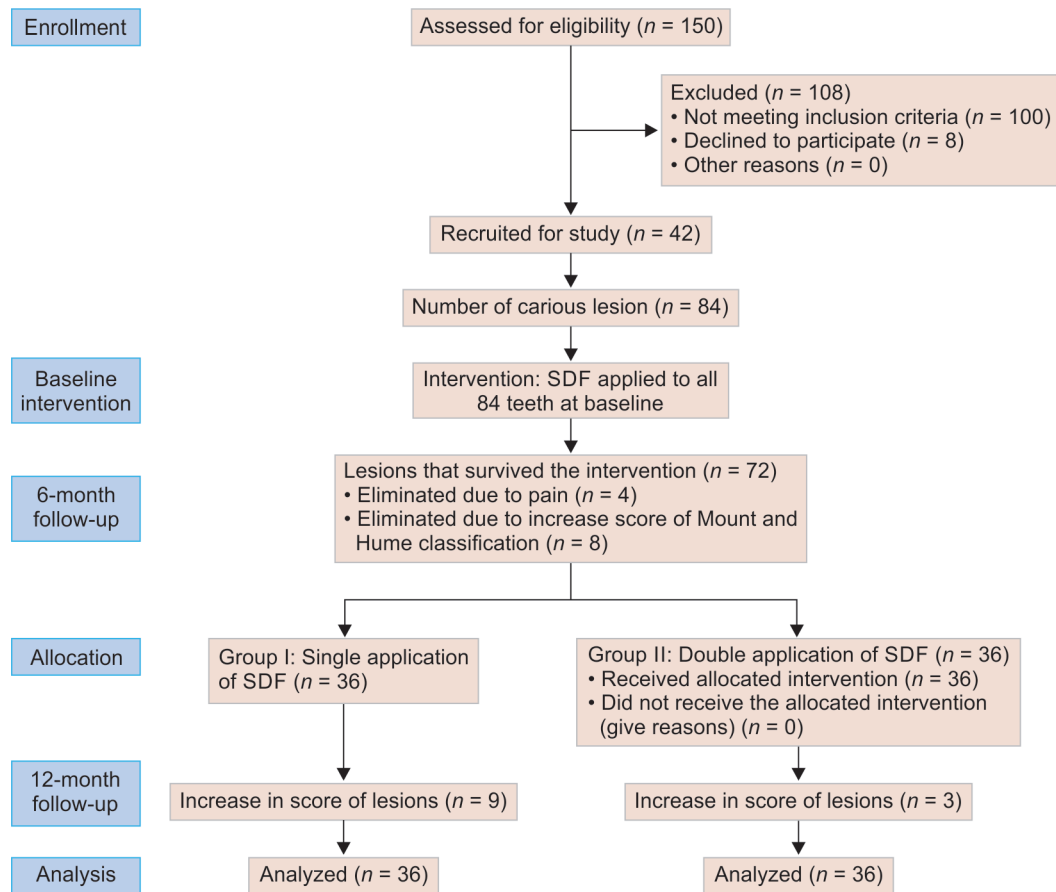 Enrollment
Assessed for eligibility (n = 150)
Excluded (n = 108)
• Not meeting inclusion criteria (n = 100)
• Declined to participate (n = 8)
• Other reasons (n = 0)
Recruited for study (n = 42)
Number of carious lesion (n = 84)
Baseline
intervention
Intervention: SDF applied to all
84 teeth at baseline
6-month
follow-up
Lesions that survived the intervention (n = 72)
• Eliminated due to pain (n = 4)
• Eliminated due to increase score of Mount and
Hume classification (n = 8)
Allocation
Group I: Single application
of SDF (n = 36)
Group II: Double application of SDF (n = 36)
• Received allocated intervention (n = 36)
• Did not receive the allocated intervention
(give reasons) (n = 0)
12-month
follow-up
Increase in score of lesions (n = 9)
Increase in score of lesions (n = 3)
Analysis
Analyzed (n = 36)
Analyzed (n = 36)